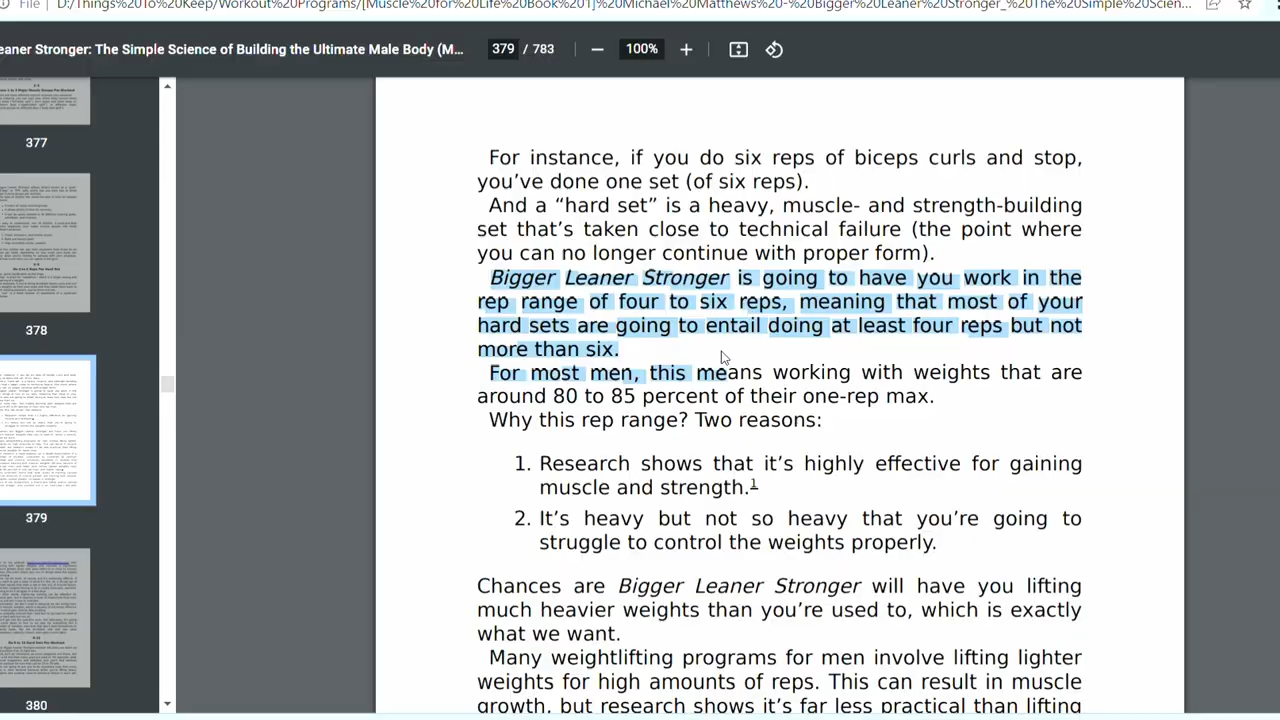 File
D:/Things%20To%20Keep/Workout%20Programs/[Muscle%20for%20Life%20Book%201]%20Michael%20Matthews%20-%20Bigger%20Leaner%20Stronger_%20The%20Simple%20Scien...
eaner Stronger: The Simple Science of Building the Ultimate Male Body (M...
379 / 783
100%
377
378
379
380
For instance, if you do six reps of biceps curls and stop,
you’ve done one set (of six reps).
And a “hard set” is a heavy, muscle- and strength-building
set that’s taken close to technical failure (the point where
you can no longer continue with proper form).
Bigger Leaner Stronger is going to have you work in the
rep range of four to six reps, meaning that most of your
hard sets are going to entail doing at least four reps but not
more than six.
For most men, this means working with weights that are
around 80 to 85 percent of their one-rep max.
Why this rep range? Two reasons:
1. Research shows that it’s highly effective for gaining
muscle and strength.1
2. It’s heavy but not so heavy that you’re going to
struggle to control the weights properly.
Chances are Bigger Leaner Stronger will have you lifting
much heavier weights than you’re used to, which is exactly
what we want.
Many weightlifting programs for men involve lifting lighter
weights for high amounts of reps. This can result in muscle
growth, but research shows it’s far less practical than lifting